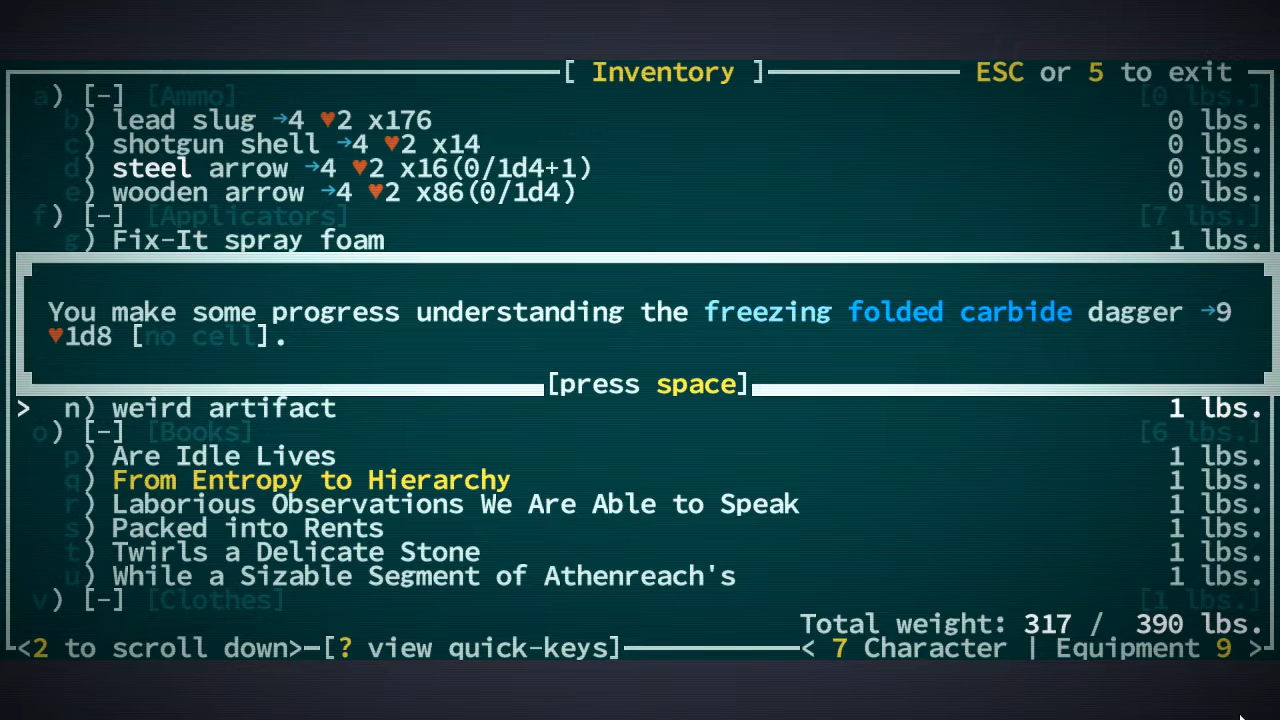 [ Inventory ] ESC or 5 to exit
a) [-] [Ammo] [0 lbs.]
b) lead slug →4 ♥2 x176 0 lbs.
c) shotgun shell →4 ♥2 x14 0 lbs.
d) steel arrow →4 ♥2 x16(0/1d4+1) 0 lbs.
e) wooden arrow →4 ♥2 x86(0/1d4) 0 lbs.
f) [-] [Applicators] [7 lbs.]
g) Fix-It spray foam 1 lbs.
You make some progress understanding the freezing folded carbide dagger →9
♥1d8 [no cell].
[press space]
> n) weird artifact 1 lbs.
o) [-] [Books] [6 lbs.]
p) Are Idle Lives 1 lbs.
q) From Entropy to Hierarchy 1 lbs.
r) Laborious Observations We Are Able to Speak 1 lbs.
s) Packed into Rents 1 lbs.
t) Twirls a Delicate Stone 1 lbs.
u) While a Sizable Segment of Athenreach's 1 lbs.
v) [-] [Clothes] [1 lbs.]
Total weight: 317 / 390 lbs.
<2 to scroll down> [? view quick-keys] < 7 Character | Equipment 9 >